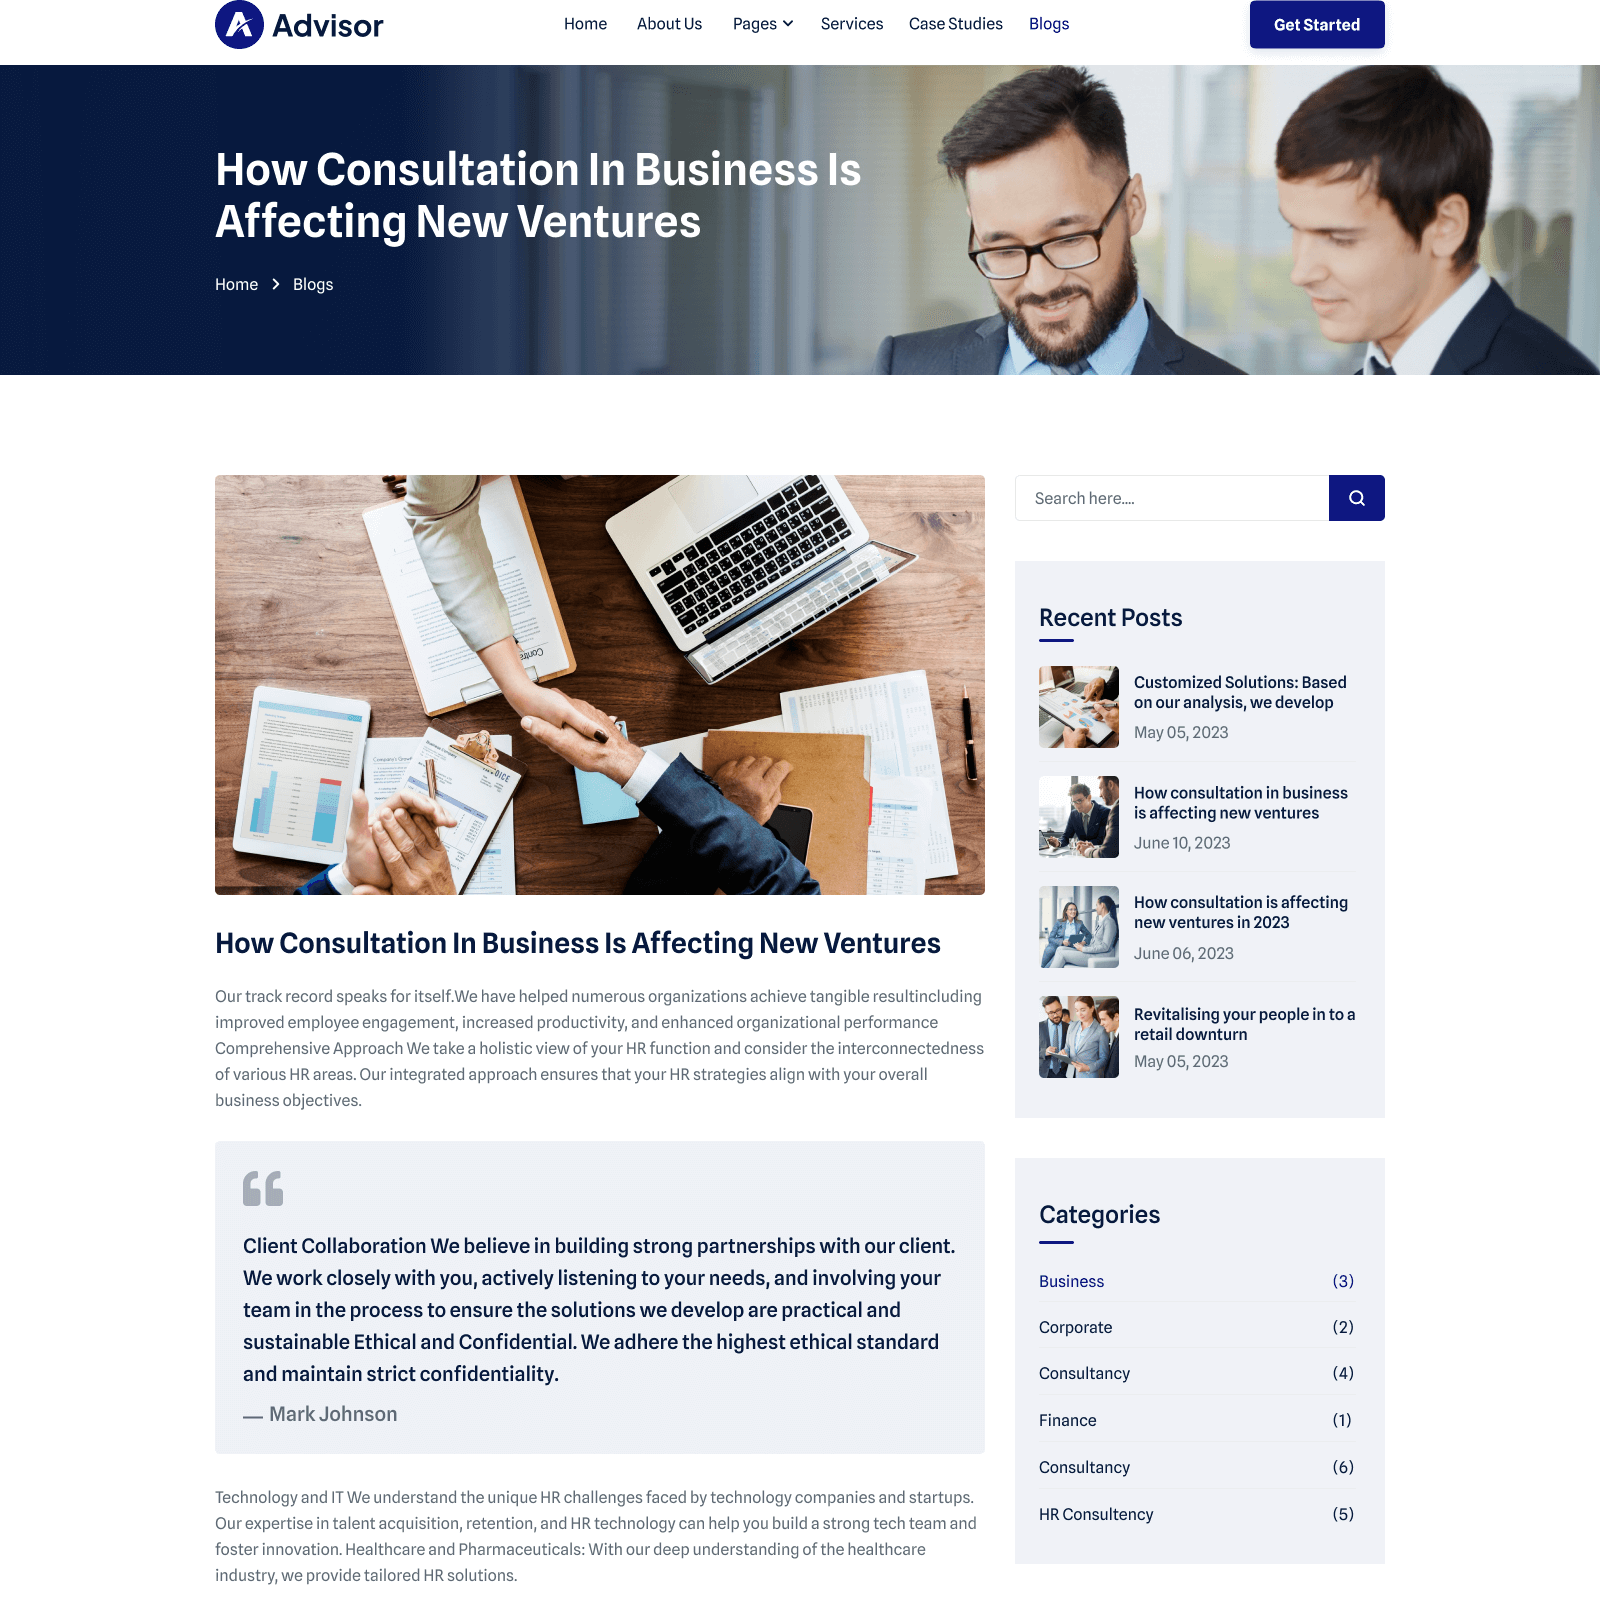 Advisor
Home About Us Pages Services Case Studies Blogs
Get Started
How Consultation In Business Is
Affecting New Ventures
Home Blogs
How Consultation In Business Is Affecting New Ventures
Our track record speaks for itself.We have helped numerous organizations achieve tangible resultincluding
improved employee engagement, increased productivity, and enhanced organizational performance
Comprehensive Approach We take a holistic view of your HR function and consider the interconnectedness
of various HR areas. Our integrated approach ensures that your HR strategies align with your overall
business objectives.
Client Collaboration We believe in building strong partnerships with our client.
We work closely with you, actively listening to your needs, and involving your
team in the process to ensure the solutions we develop are practical and
sustainable Ethical and Confidential. We adhere the highest ethical standard
and maintain strict confidentiality.
— Mark Johnson
Technology and IT We understand the unique HR challenges faced by technology companies and startups.
Our expertise in talent acquisition, retention, and HR technology can help you build a strong tech team and
foster innovation. Healthcare and Pharmaceuticals: With our deep understanding of the healthcare
industry, we provide tailored HR solutions.
Search here....
Recent Posts
Customized Solutions: Based
on our analysis, we develop
May 05, 2023
How consultation in business
is affecting new ventures
June 10, 2023
How consultation is affecting
new ventures in 2023
June 06, 2023
Revitalising your people in to a
retail downturn
May 05, 2023
Categories
Business (3)
Corporate (2)
Consultancy (4)
Finance (1)
Consultancy (6)
HR Consultency (5)